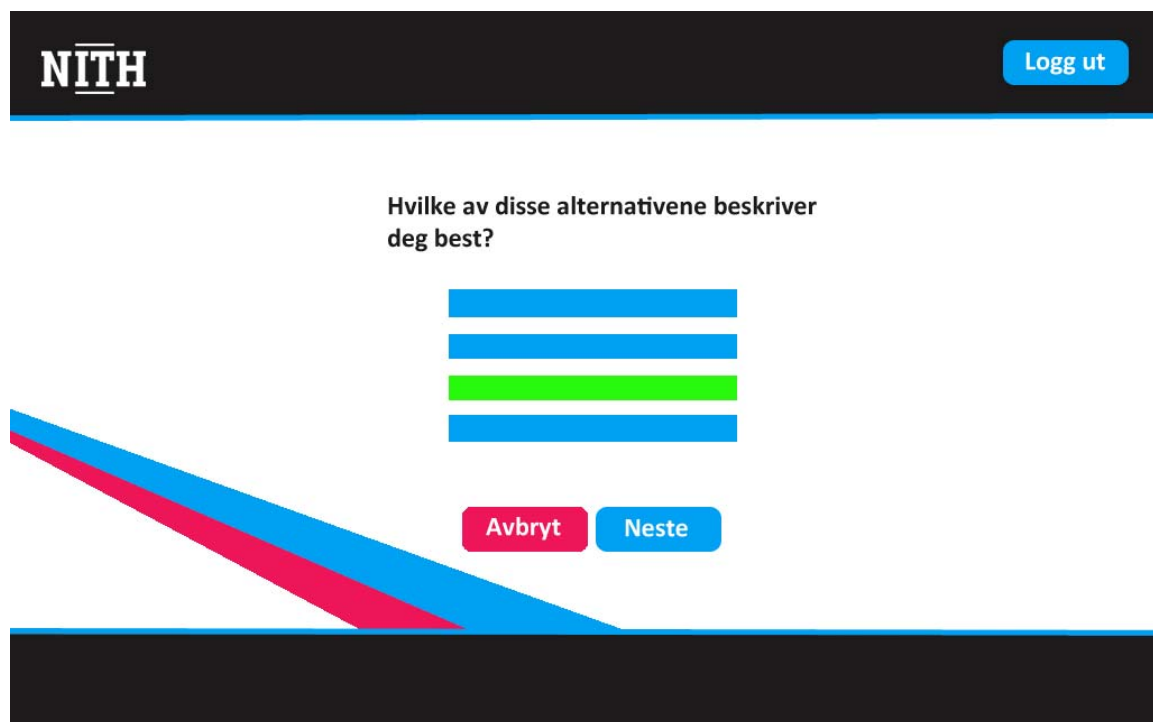 NITH
Logg ut
Hvilke av disse alternativene beskriver
deg best?
Avbryt
Neste